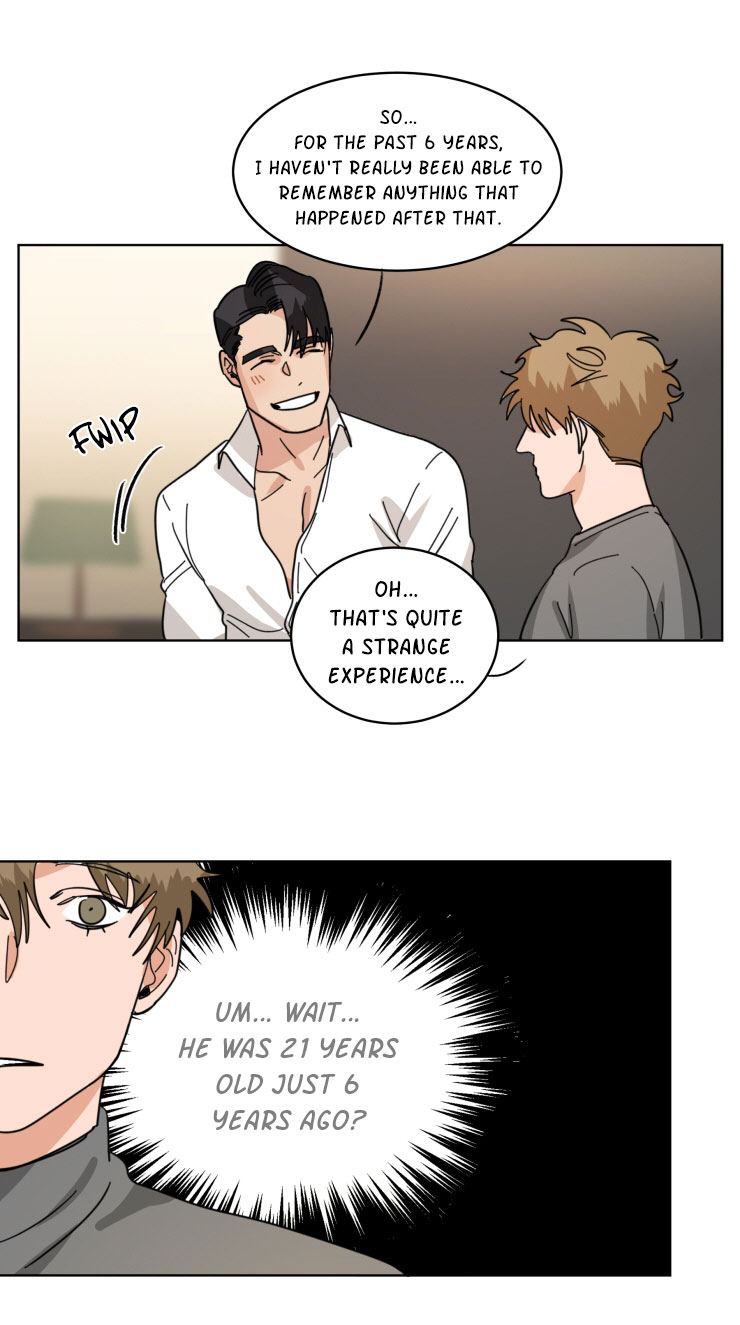 SO...
FOR THE PAST 6 YEARS,
I HAVEN'T REALLY BEEN ABLE TO
REMEMBER ANYTHING THAT
HAPPENED AFTER THAT.
FWIP
OH...
THAT'S QUITE
A STRANGE
EXPERIENCE...
UM... WAIT...
HE WAS 21 YEARS
OLD JUST 6
YEARS AGO?